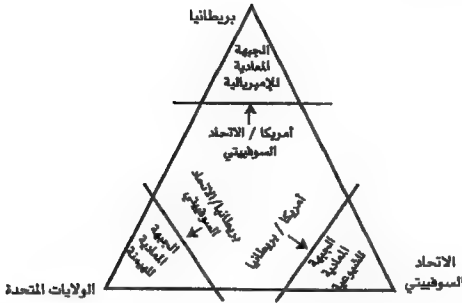 بريطانيا
الجبهة
المعادية
للإمبريالية
أمريكا / الاتحاد
السوفييتي
بريطانيا/الاتحاد
السوفييتي
أمريكا / بريطانيا
الجبهة
المعادية
للهيمنة
الجبهة
المعادية
للشيوعية
الاتحاد
السوفييتي
الولايات المتحدة